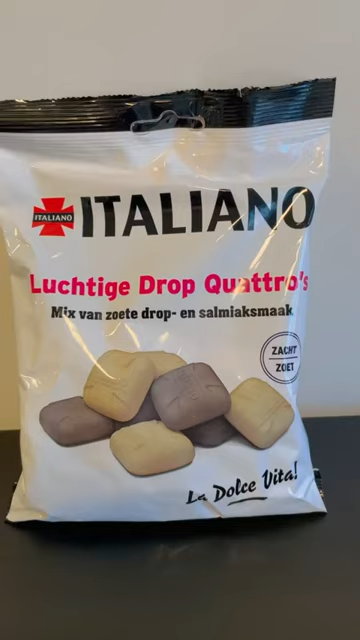 ITALIANO
ITALIANO
Luchtige Drop Quattro's
Mix van zoete drop- en salmiaksmaak
ZACHT
ZOET
La Dolce Vita!